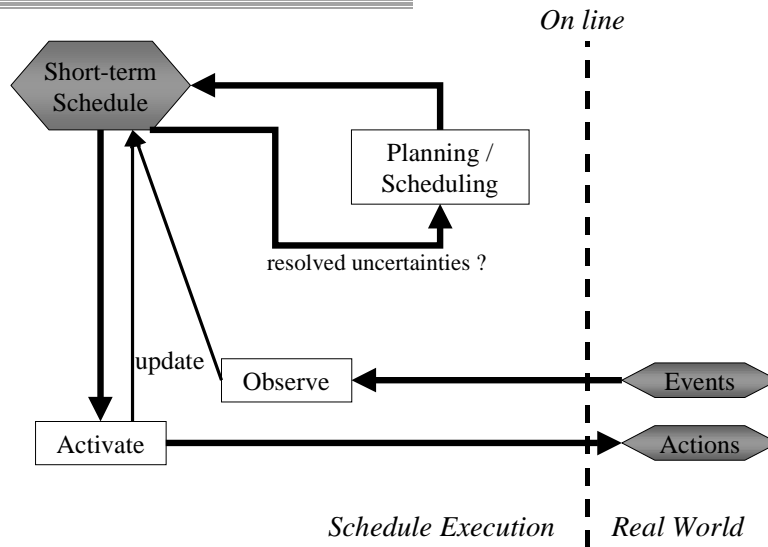 On line
Short-term
Schedule
Planning /
Scheduling
resolved uncertainties ?
update
Observe
Events
Activate
Actions
Schedule Execution
Real World